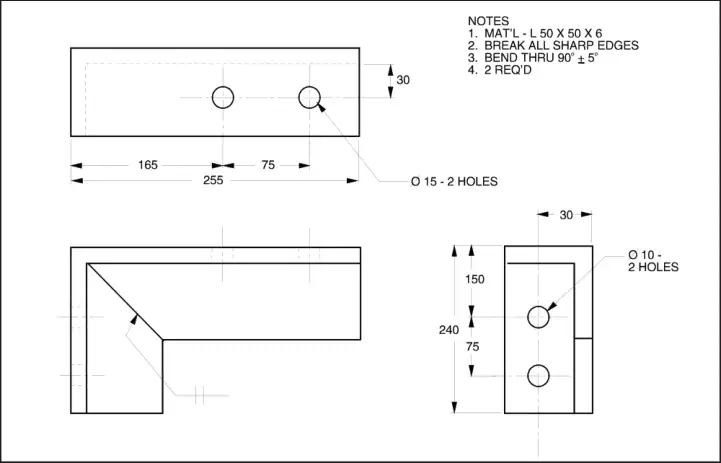 NOTES
1. MAT'L - L 50 X 50 X 6
2. BREAK ALL SHARP EDGES
3. BEND THRU 90° ± 5°
4. 2 REQ'D
30
165
75
255
Ø 15 - 2 HOLES
30
Ø 10 -
2 HOLES
150
240
75